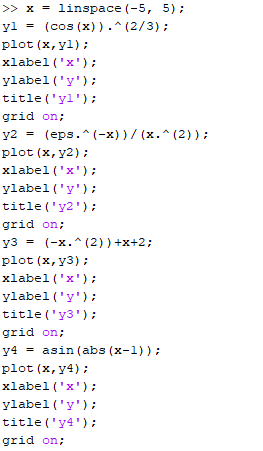 >> x = linspace(-5, 5);
y1 = (cos(x)).^(2/3);
plot(x,y1);
xlabel('x');
ylabel('y');
title('y1');
grid on;
y2 = (eps.^(-x))/(x.^(2));
plot(x,y2);
xlabel('x');
ylabel('y');
title('y2');
grid on;
y3 = (-x.^(2))+x+2;
plot(x,y3);
xlabel('x');
ylabel('y');
title('y3');
grid on;
y4 = asin(abs(x-1));
plot(x,y4);
xlabel('x');
ylabel('y');
title('y4');
grid on;